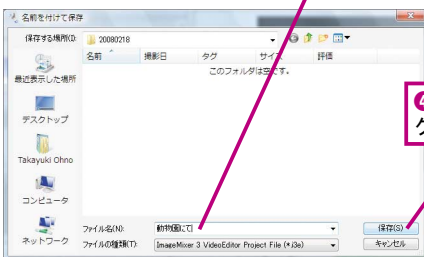 名前を付けて保存
保存する場所(I): 20080218
名前 撮影日 タグ サイズ 評価
このフォルダは空です。
最近表示した場所
デスクトップ
Takayuki Ohno
コンピュータ
ネットワーク
ファイル名(N): 動物園にて
保存(S)
ファイルの種類(T): ImageMixer 3 VideoEditor Project File (*.i3e)
キャンセル